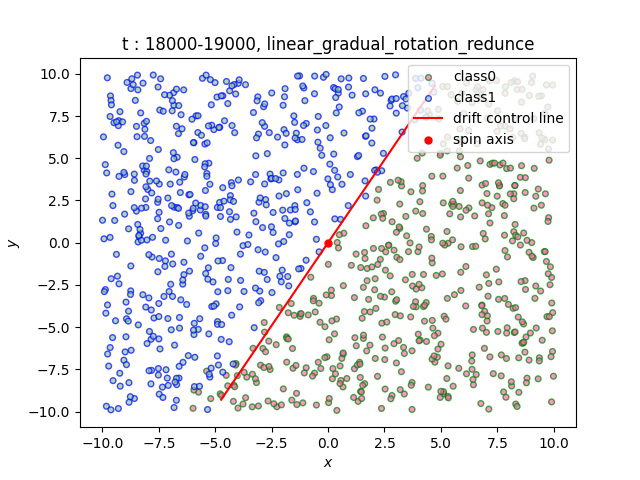 t : 18000-19000, linear_gradual_rotation_redunce
class0
class1
drift control line
spin axis
10.0
7.5
5.0
2.5
0.0
−2.5
−5.0
−7.5
−10.0
y
−10.0 −7.5 −5.0 −2.5 0.0 2.5 5.0 7.5 10.0
x